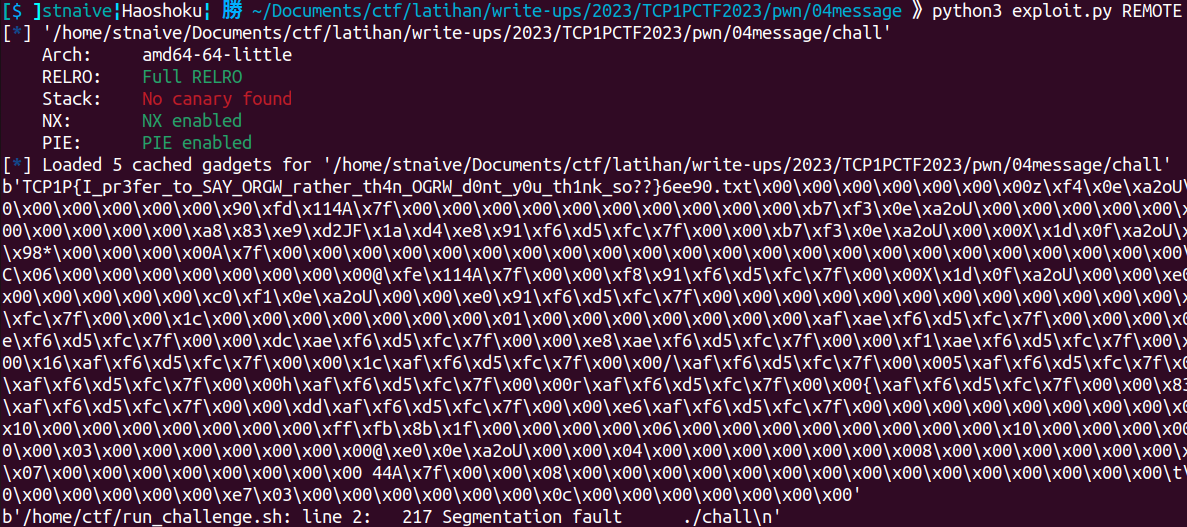 [$ ]stnaive¦Haoshoku¦ 勝 ~/Documents/ctf/latihan/write-ups/2023/TCP1PCTF2023/pwn/04message 》 python3 exploit.py REMOTE
[*] '/home/stnaive/Documents/ctf/latihan/write-ups/2023/TCP1PCTF2023/pwn/04message/chall'
Arch: amd64-64-little
RELRO: Full RELRO
Stack: No canary found
NX: NX enabled
PIE: PIE enabled
[*] Loaded 5 cached gadgets for '/home/stnaive/Documents/ctf/latihan/write-ups/2023/TCP1PCTF2023/pwn/04message/chall'
b'TCP1P{I_pr3fer_to_SAY_ORGW_rather_th4n_OGRW_d0nt_y0u_th1nk_so??}6ee90.txt\x00\x00\x00\x00\x00\x00\x00z\xf4\x0e\xa2oU\
0\x00\x00\x00\x00\x00\x90\xfd\x114A\x7f\x00\x00\x00\x00\x00\x00\x00\x00\x00\x00\xb7\xf3\x0e\xa2oU\x00\x00\x00\x00\x00\
00\x00\x00\x00\x00\x00\xa8\x83\xe9\xd2JF\x1a\xd4\xe8\x91\xf6\xd5\xfc\x7f\x00\x00\xb7\xf3\x0e\xa2oU\x00\x00X\x1d\x0f\xa2oU\
\x98*\x00\x00\x00A\x7f\x00\x00\x00\x00\x00\x00\x00\x00\x00\x00\x00\x00\x00\x00\x00\x00\x00\x00\x00\x00\x00\x00\x00\x00\x0
C\x06\x00\x00\x00\x00\x00\x00\x00\x00@\xfe\x114A\x7f\x00\x00\xf8\x91\xf6\xd5\xfc\x7f\x00\x00X\x1d\x0f\xa2oU\x00\x00\xe0
x00\x00\x00\x00\x00\xc0\xf1\x0e\xa2oU\x00\x00\xe0\x91\xf6\xd5\xfc\x7f\x00\x00\x00\x00\x00\x00\x00\x00\x00\x00\x00\x00\
\xfc\x7f\x00\x00\x1c\x00\x00\x00\x00\x00\x00\x00\x01\x00\x00\x00\x00\x00\x00\x00\xaf\xae\xf6\xd5\xfc\x7f\x00\x00\x00\x0
e\xf6\xd5\xfc\x7f\x00\x00\xdc\xae\xf6\xd5\xfc\x7f\x00\x00\xe8\xae\xf6\xd5\xfc\x7f\x00\x00\xf1\xae\xf6\xd5\xfc\x7f\x00\x
00\x16\xaf\xf6\xd5\xfc\x7f\x00\x00\x1c\xaf\xf6\xd5\xfc\x7f\x00\x00/\xaf\xf6\xd5\xfc\x7f\x00\x005\xaf\xf6\xd5\xfc\x7f\x0
\xaf\xf6\xd5\xfc\x7f\x00\x00h\xaf\xf6\xd5\xfc\x7f\x00\x00r\xaf\xf6\xd5\xfc\x7f\x00\x00{\xaf\xf6\xd5\xfc\x7f\x00\x00\x83
\xaf\xf6\xd5\xfc\x7f\x00\x00\xdd\xaf\xf6\xd5\xfc\x7f\x00\x00\xe6\xaf\xf6\xd5\xfc\x7f\x00\x00\x00\x00\x00\x00\x00\x00\x0
x10\x00\x00\x00\x00\x00\x00\x00\xff\xfb\x8b\x1f\x00\x00\x00\x00\x06\x00\x00\x00\x00\x00\x00\x00\x00\x10\x00\x00\x00\x0
0\x00\x03\x00\x00\x00\x00\x00\x00\x00@\xe0\x0e\xa2oU\x00\x00\x04\x00\x00\x00\x00\x00\x00\x008\x00\x00\x00\x00\x00\x00\
\x07\x00\x00\x00\x00\x00\x00\x00\x00 44A\x7f\x00\x00\x08\x00\x00\x00\x00\x00\x00\x00\x00\x00\x00\x00\x00\x00\x00\x00\t\
0\x00\x00\x00\x00\x00\xe7\x03\x00\x00\x00\x00\x00\x00\x0c\x00\x00\x00\x00\x00\x00\x00'
b'/home/ctf/run_challenge.sh: line 2:   217 Segmentation fault      ./chall\n'